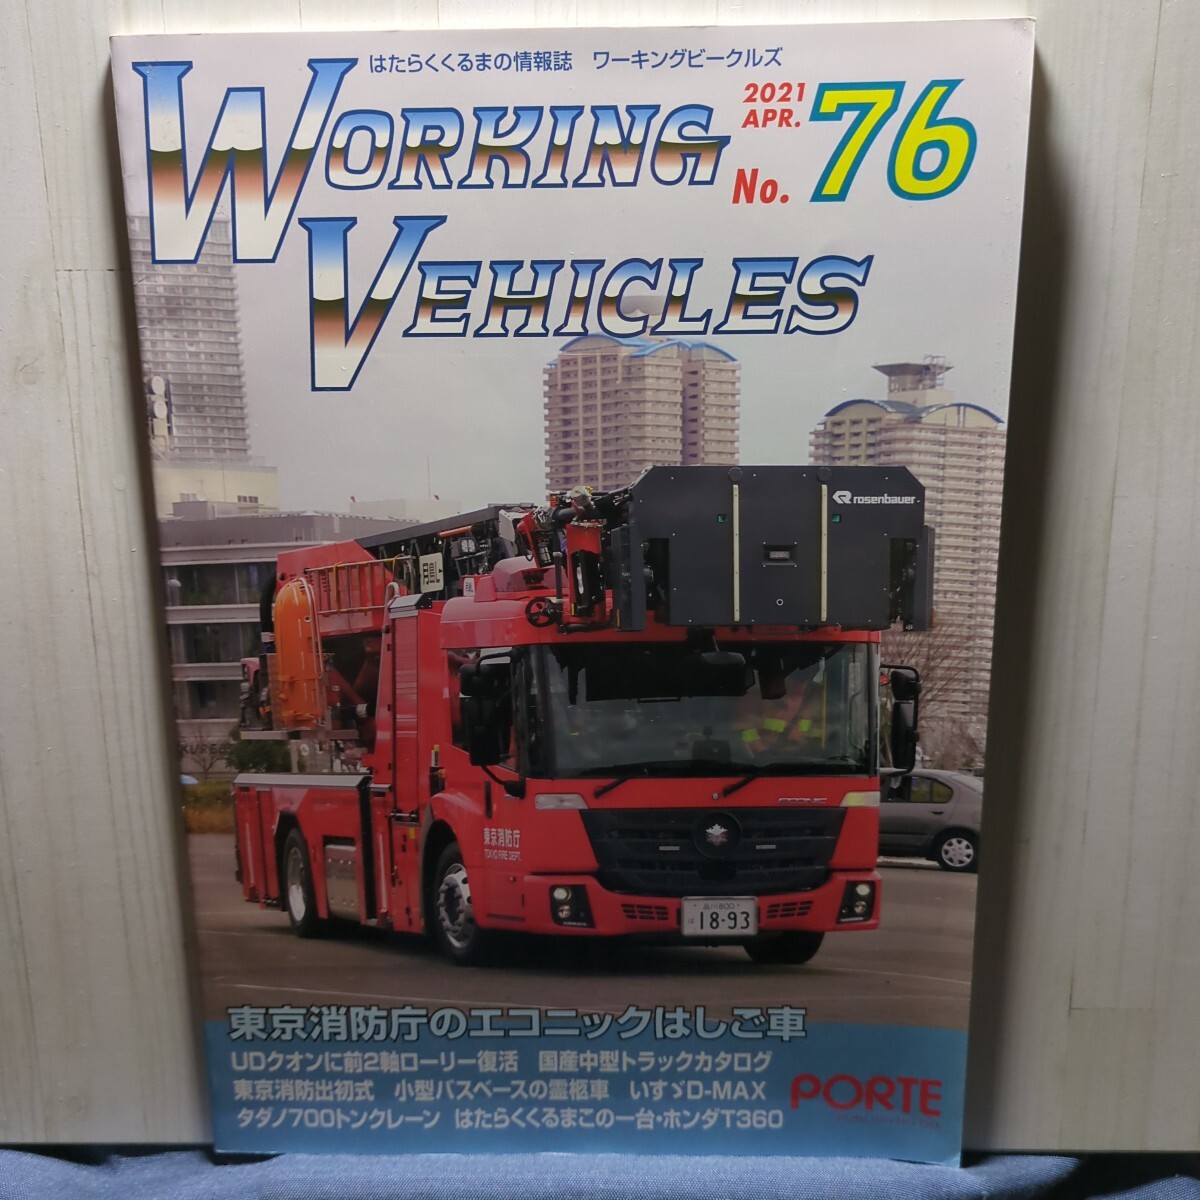 はたらくくるまの情報誌　ワーキングビークルズ
WORKING
VEHICLES
2021
APR.
No. 76
rosenbauer
東京消防庁
TOKYO FIRE DEPT.
品川 800
は 18-93
東京消防庁のエコニックはしご車
UDクオンに前2軸ローリー復活　国産中型トラックカタログ
東京消防出初式　小型バスベースの霊柩車　いすゞD-MAX
タダノ700トンクレーン　はたらくくるまこの一台・ホンダT360
PORTE